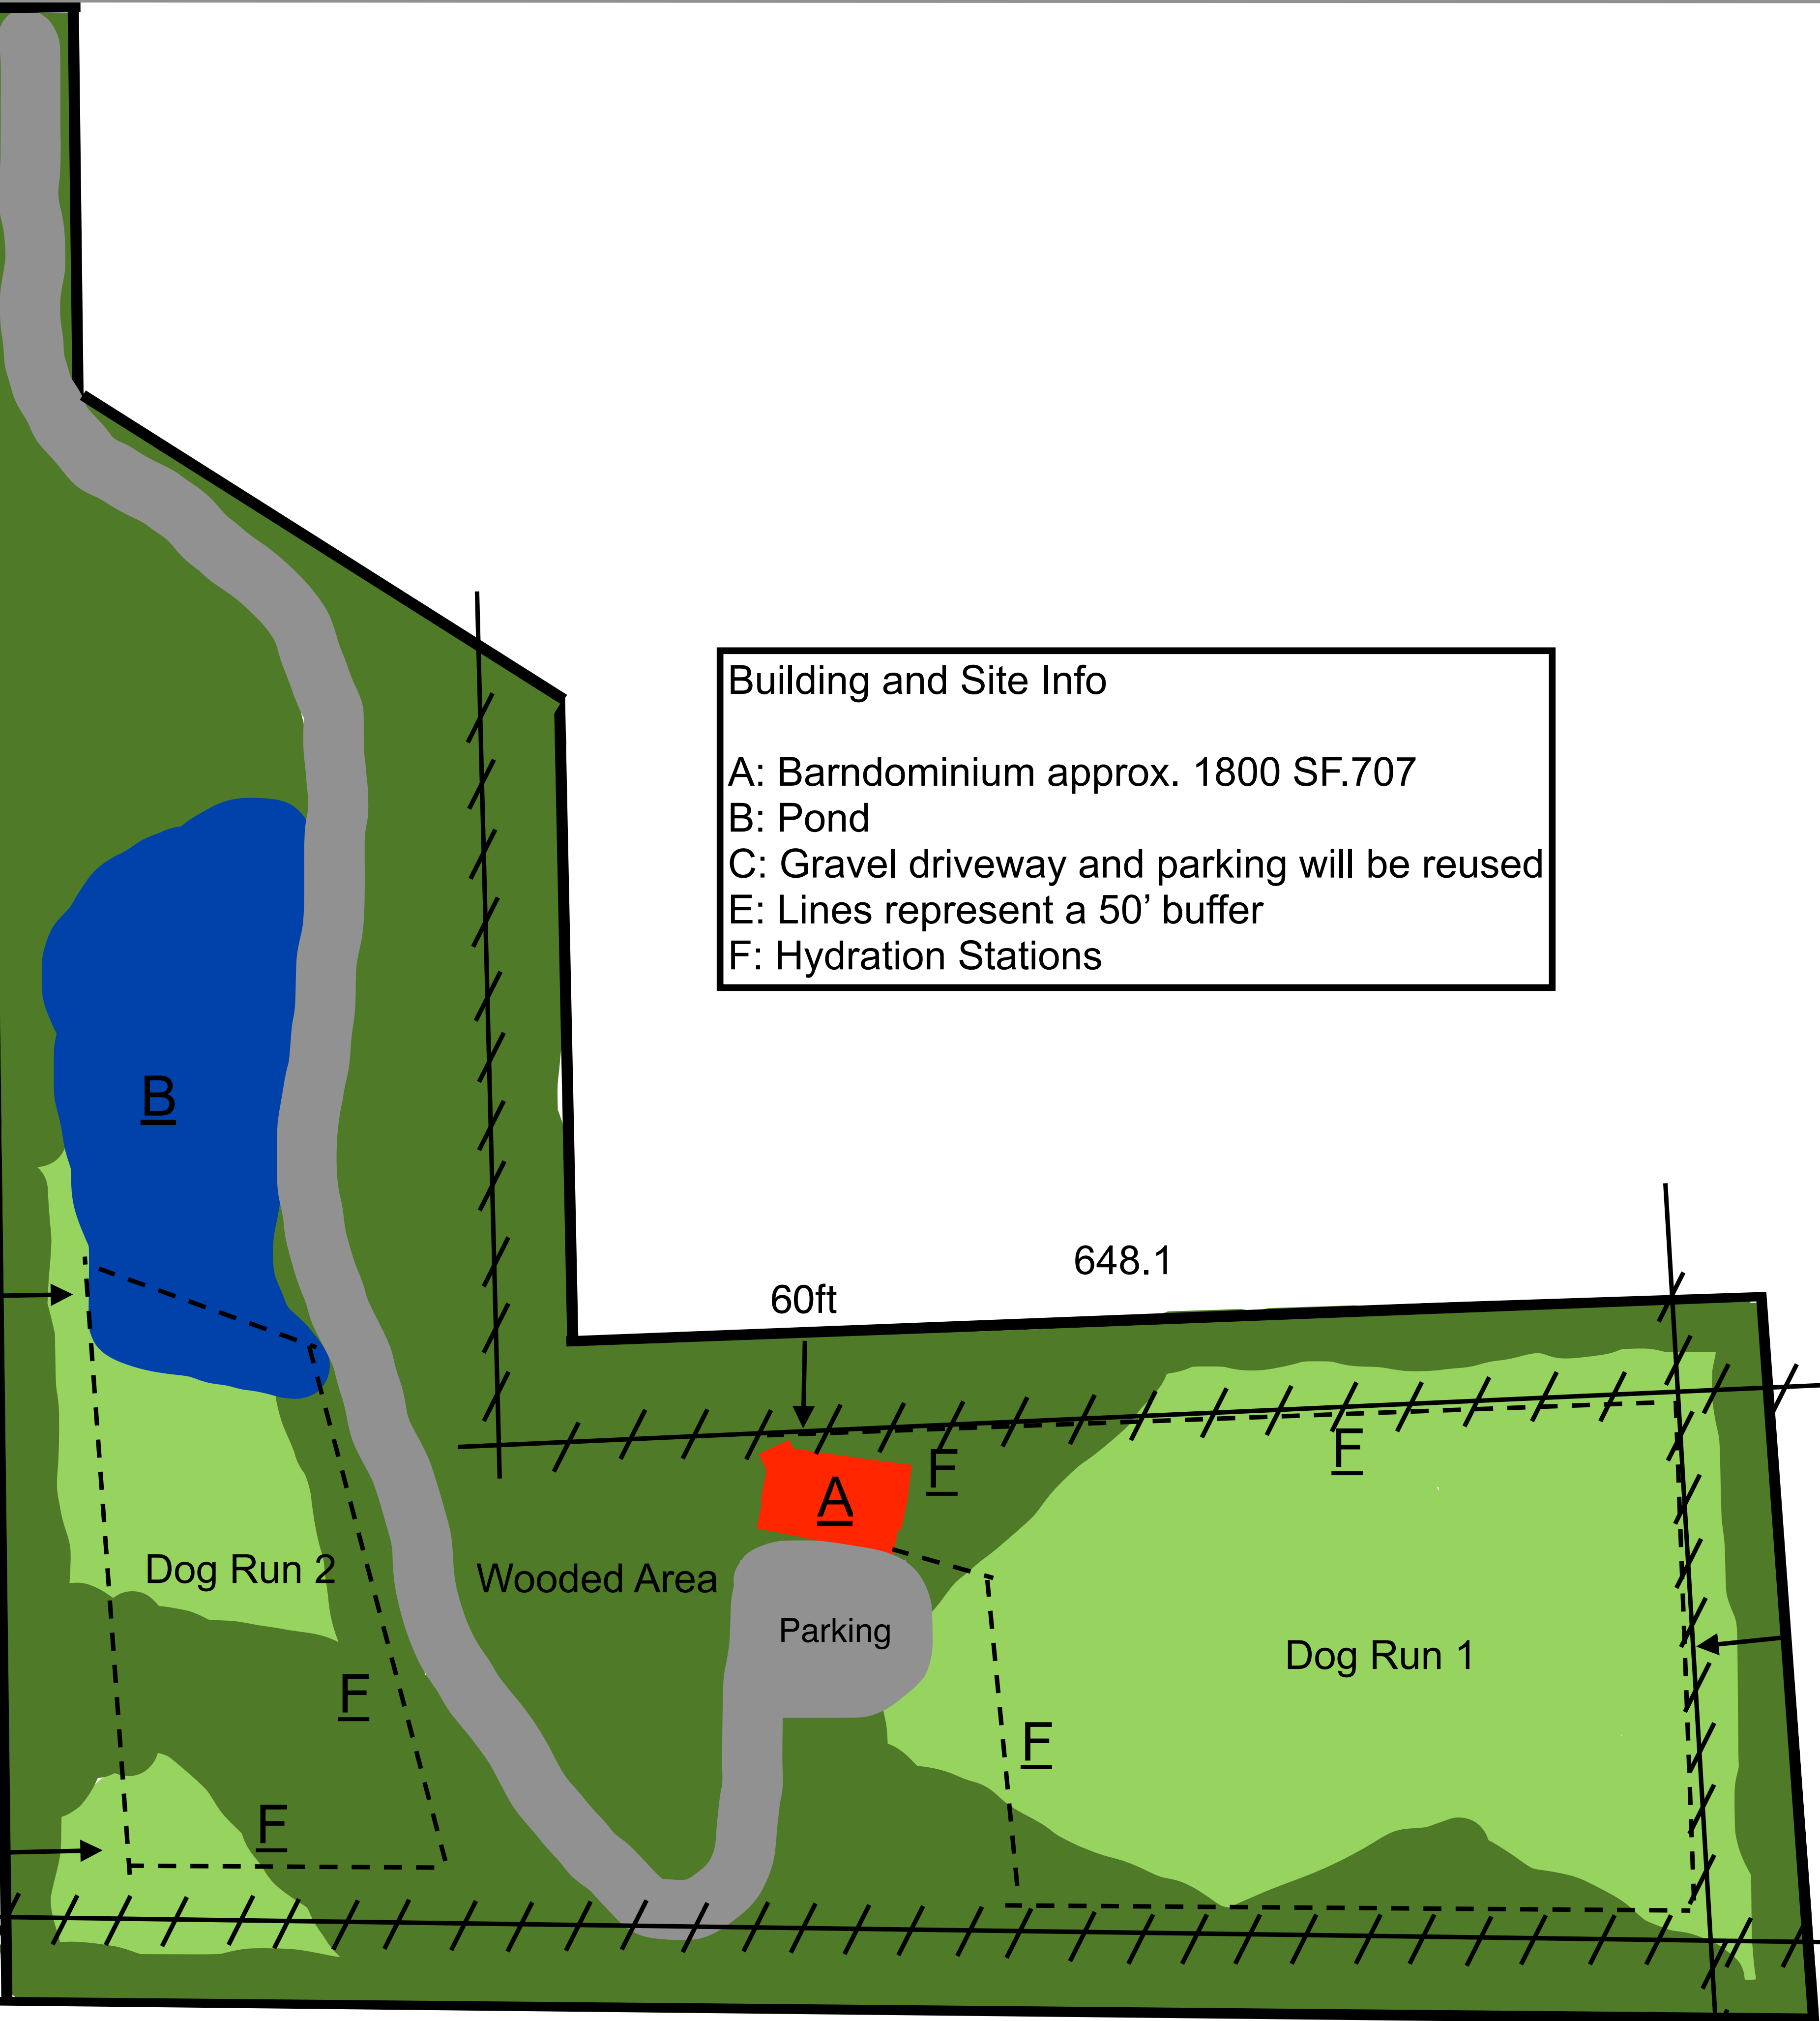 Building and Site Info
A: Barndominium approx. 1800 SF.707
B: Pond
C: Gravel driveway and parking will be reused
E: Lines represent a 50’ buffer
F: Hydration Stations
B
648.1
60ft
F
F
A
Dog Run 2
Wooded Area
Parking
Dog Run 1
F
F
F